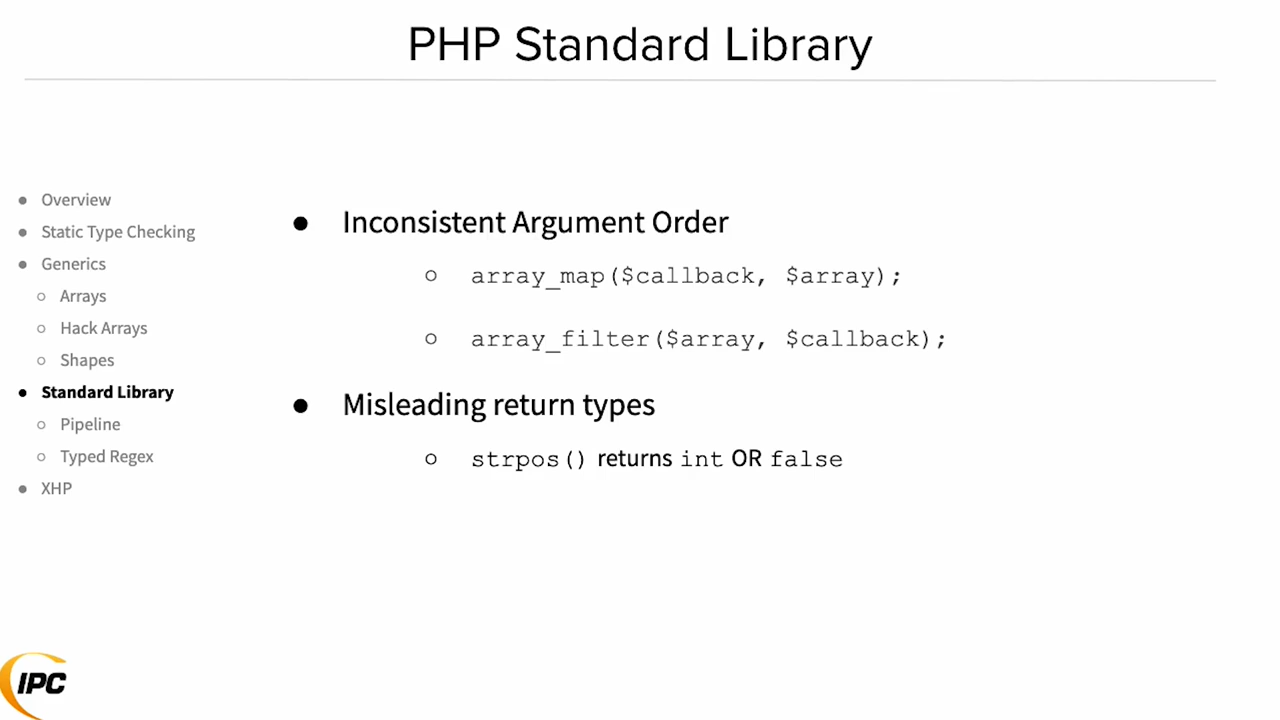 PHP Standard Library
● Overview
● Static Type Checking
● Generics
○ Arrays
○ Hack Arrays
○ Shapes
● Standard Library
○ Pipeline
○ Typed Regex
● XHP
● Inconsistent Argument Order
○ array_map($callback, $array);
○ array_filter($array, $callback);
● Misleading return types
○ strpos() returns int OR false
IPC